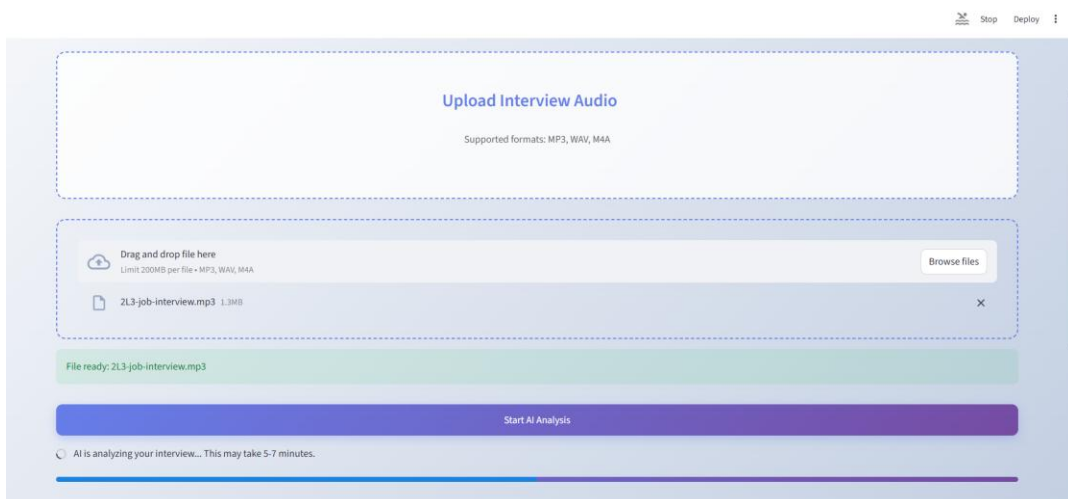 Stop Deploy
Upload Interview Audio
Supported formats: MP3, WAV, M4A
Drag and drop file here
Limit 200MB per file • MP3, WAV, M4A
Browse files
2L3-job-interview.mp3 1.3MB
File ready: 2L3-job-interview.mp3
Start AI Analysis
AI is analyzing your interview... This may take 5-7 minutes.